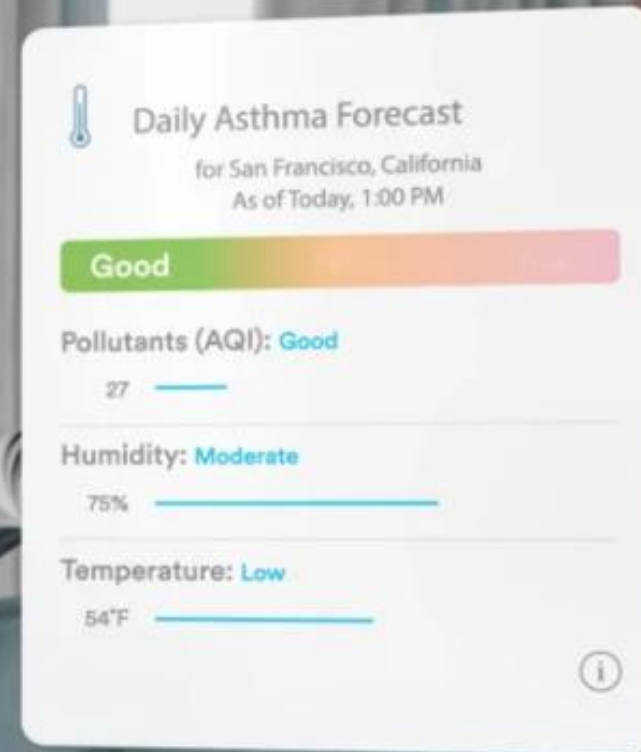 Daily Asthma Forecast
for San Francisco, California
As of Today, 1:00 PM
Good
Pollutants (AQI): Good
27
Humidity: Moderate
75%
Temperature: Low
54°F
i